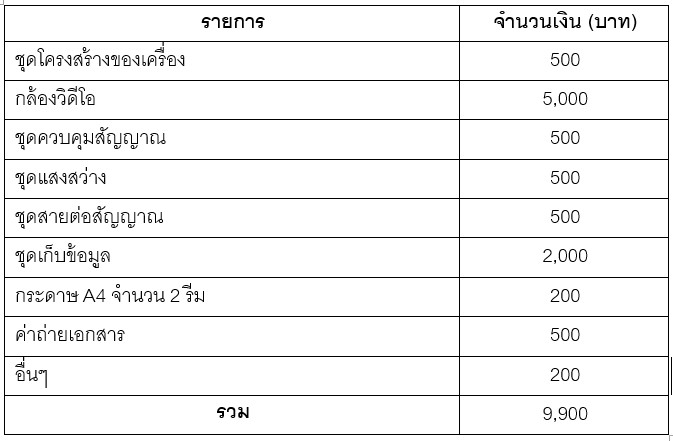 รายการ จำนวนเงิน (บาท)
ชุดโครงสร้างของเครื่อง 500
กล้องวิดีโอ 5,000
ชุดควบคุมสัญญาณ 500
ชุดแสงสว่าง 500
ชุดสายต่อสัญญาณ 500
ชุดเก็บข้อมูล 2,000
กระดาษ A4 จำนวน 2 รีม 200
ค่าถ่ายเอกสาร 500
อื่นๆ 200
รวม 9,900